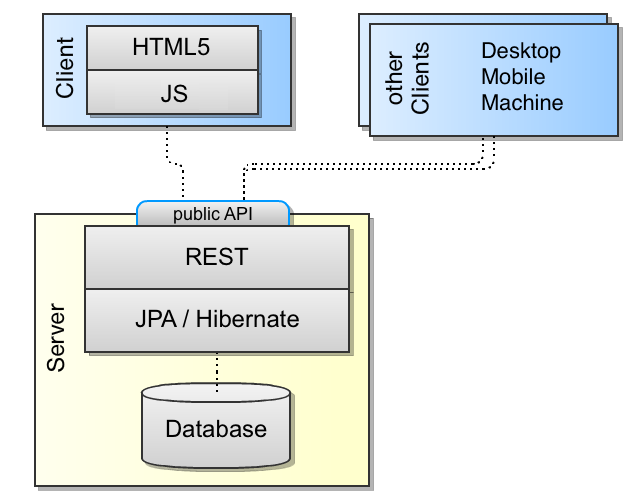 Client
HTML5
JS
other
Clients
Desktop
Mobile
Machine
public API
Server
REST
JPA / Hibernate
Database